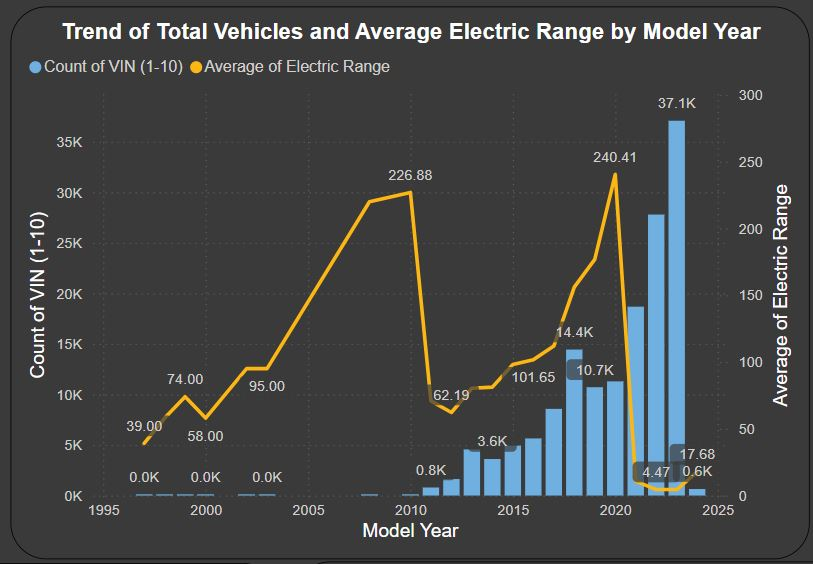 Trend of Total Vehicles and Average Electric Range by Model Year
Count of VIN (1-10) Average of Electric Range
37.1K
300
35K
240.41
250
226.88
30K
25K
200
20K
150
15K
14.4K
74.00
10.7K
100
95.00
101.65
10K
62.19
39.00
58.00
50
5K
3.6K
17.68
0.0K 0.0K 0.0K 0.8K 4.47 0.6K
0K
0
1995 2000 2005 2010 2015 2020 2025
Model Year
Count of VIN (1-10)
Average of Electric Range